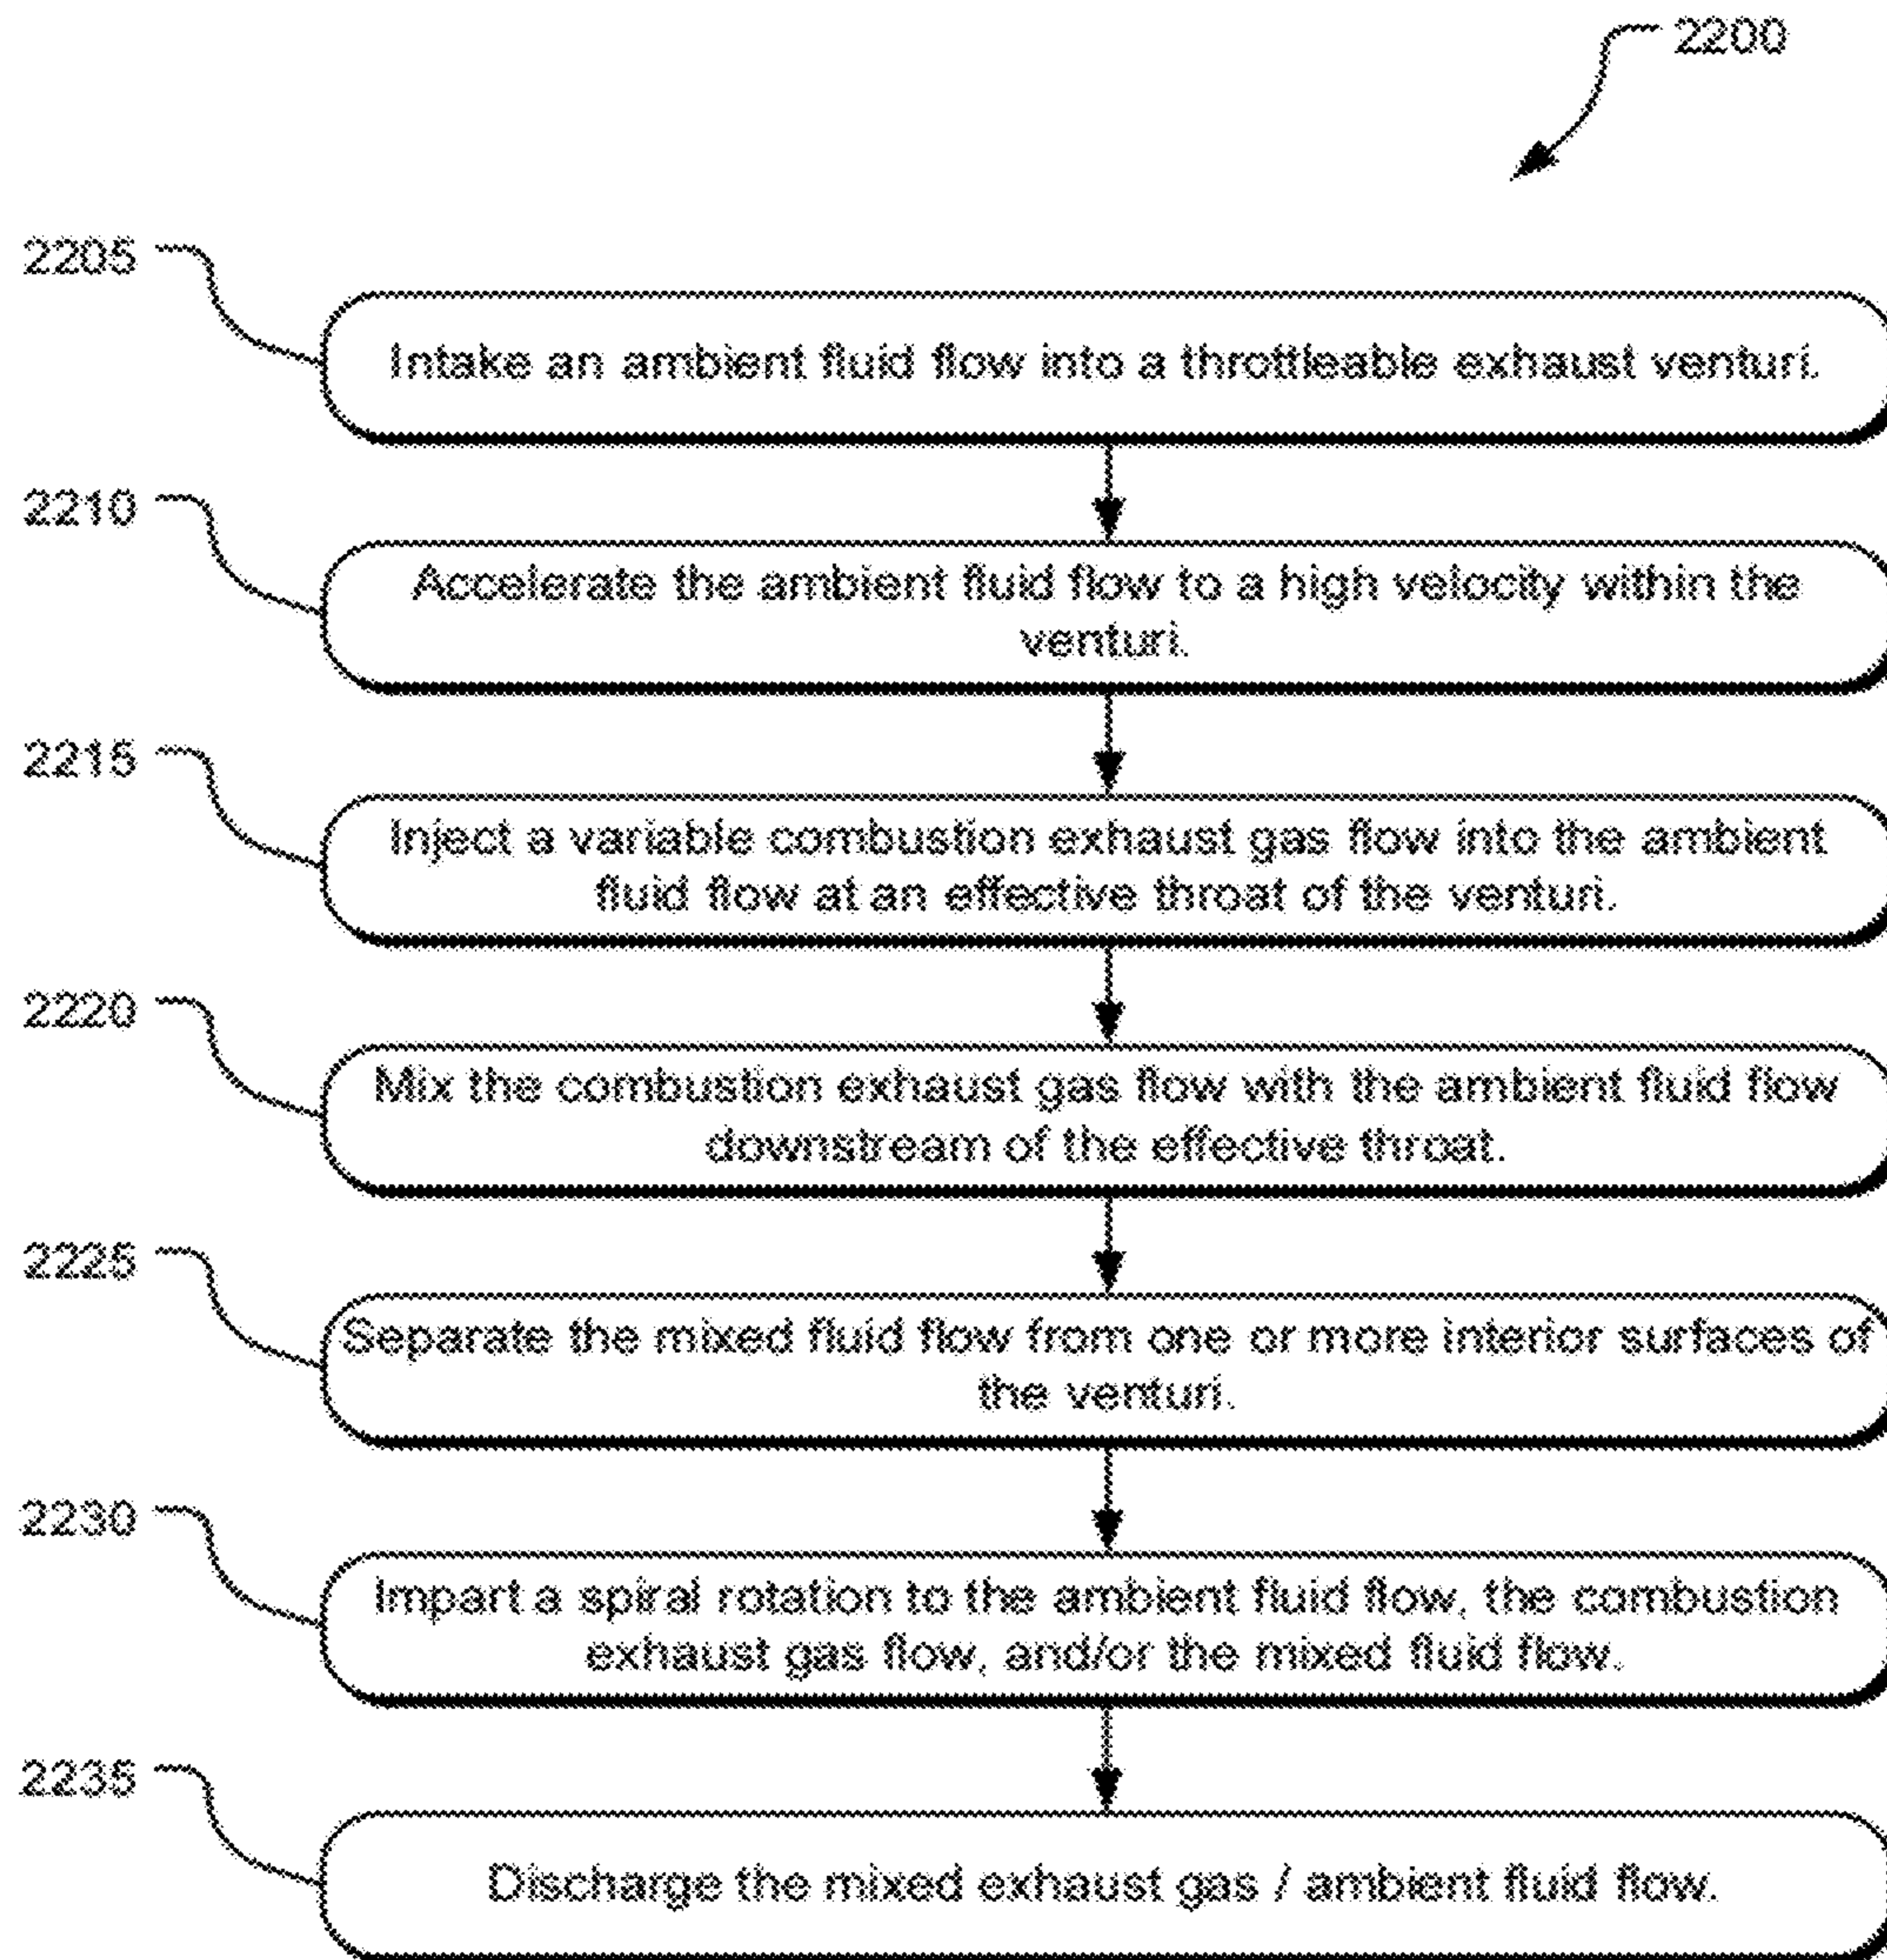 2200
2205
Intake an ambient fluid flow into a throttleable exhaust venturi.
2210
Accelerate the ambient fluid flow to a high velocity within the
venturi.
2215
Inject a variable combustion exhaust gas flow into the ambient
fluid flow at an effective throat of the venturi.
2220
Mix the combustion exhaust gas flow with the ambient fluid flow
downstream of the effective throat.
2225
Separate the mixed fluid flow from one or more interior surfaces of
the venturi.
2230
Impart a spiral rotation to the ambient fluid flow, the combustion
exhaust gas flow, and/or the mixed fluid flow.
2235
Discharge the mixed exhaust gas / ambient fluid flow.